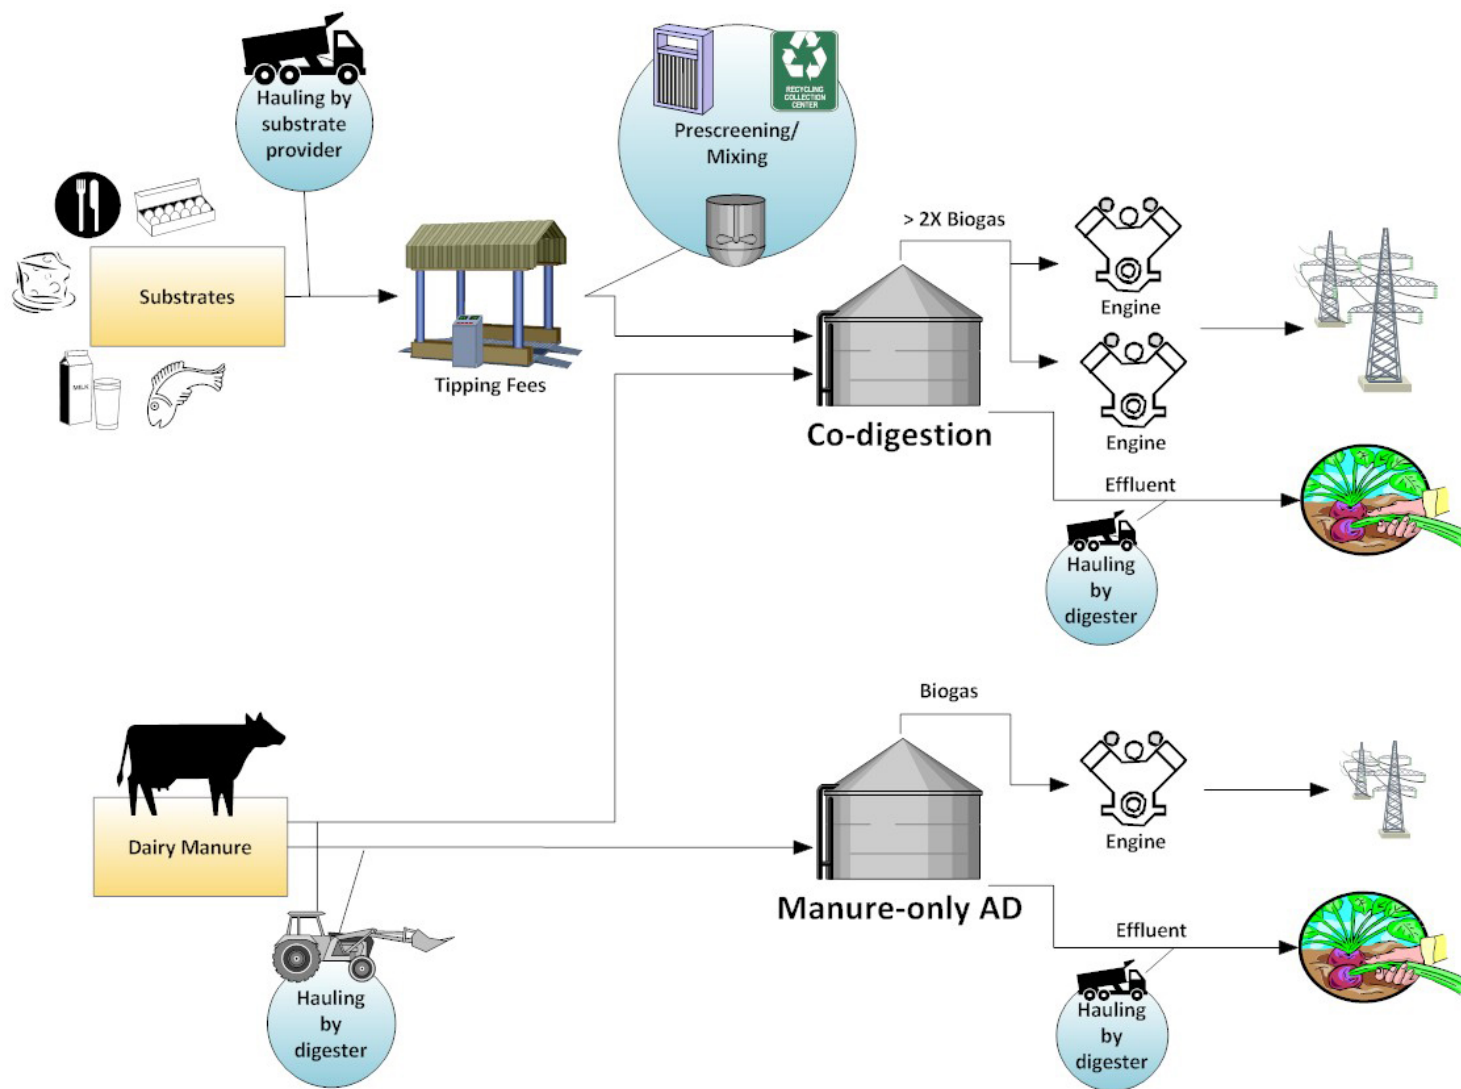 Hauling by
substrate
provider
RECYCLING
COLLECTION
CENTER
Prescreening/
Mixing
> 2X Biogas
Substrates
Engine
MILK
Tipping Fees
Co-digestion
Engine
Effluent
Hauling
by
digester
Biogas
Dairy Manure
Engine
Manure-only AD
Effluent
Hauling
by
digester
Hauling
by
digester